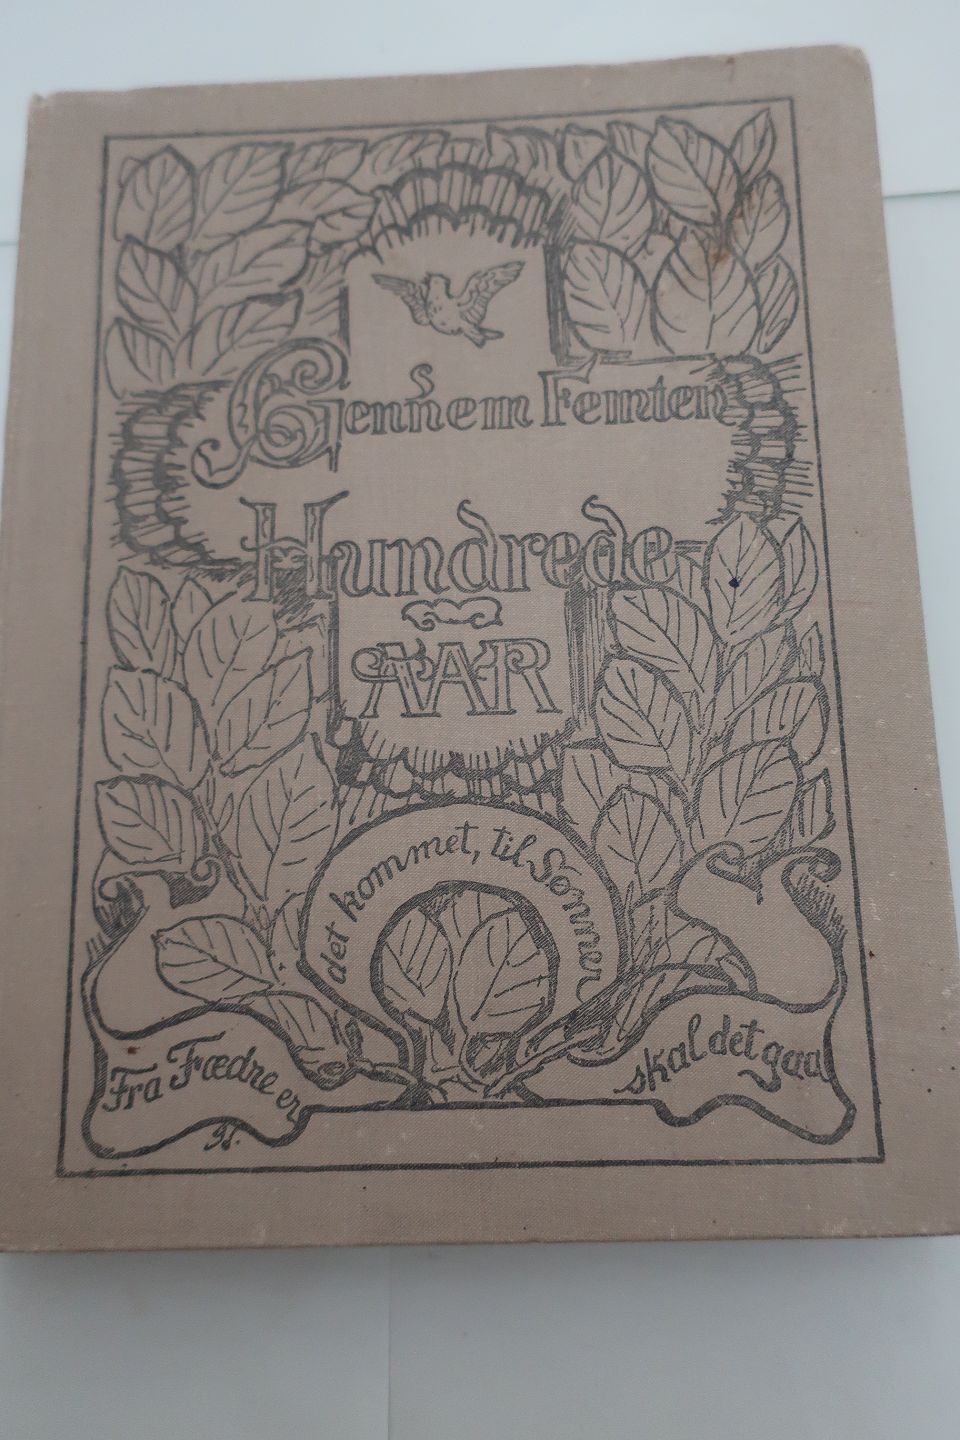 Gennem Femten
Hundrede
AAR
Fra Fædre er
det kommet, til Sønner
skal det gaa